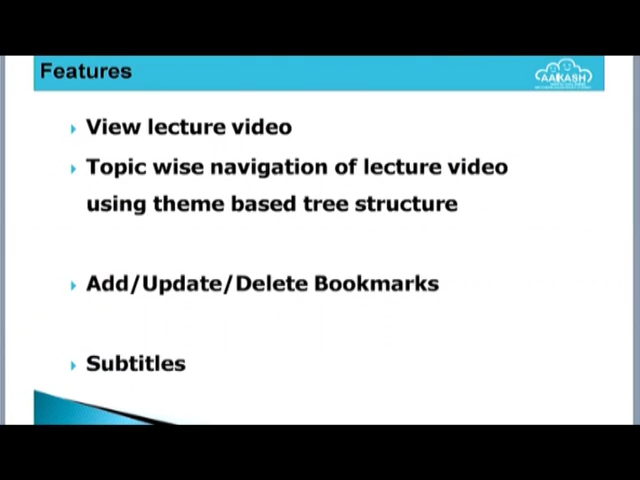 Features
AAKASH
View lecture video
Topic wise navigation of lecture video
using theme based tree structure
Add/Update/Delete Bookmarks
Subtitles